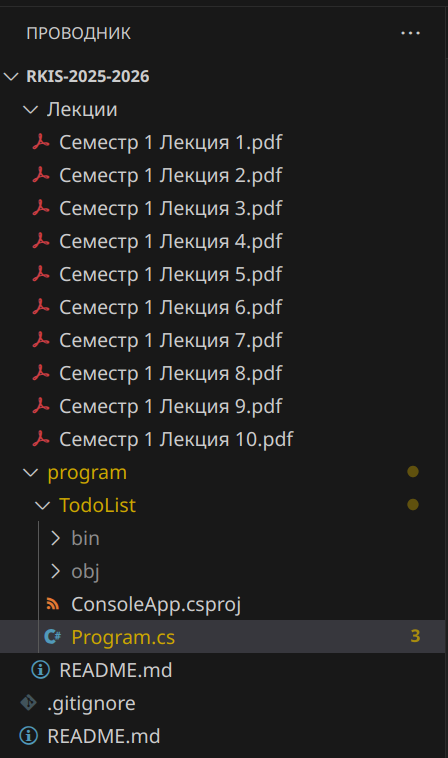 ПРОВОДНИК
RKIS-2025-2026
Лекции
Семестр 1 Лекция 1.pdf
Семестр 1 Лекция 2.pdf
Семестр 1 Лекция 3.pdf
Семестр 1 Лекция 4.pdf
Семестр 1 Лекция 5.pdf
Семестр 1 Лекция 6.pdf
Семестр 1 Лекция 7.pdf
Семестр 1 Лекция 8.pdf
Семестр 1 Лекция 9.pdf
Семестр 1 Лекция 10.pdf
program
TodoList
bin
obj
ConsoleApp.csproj
C# Program.cs 3
README.md
.gitignore
README.md